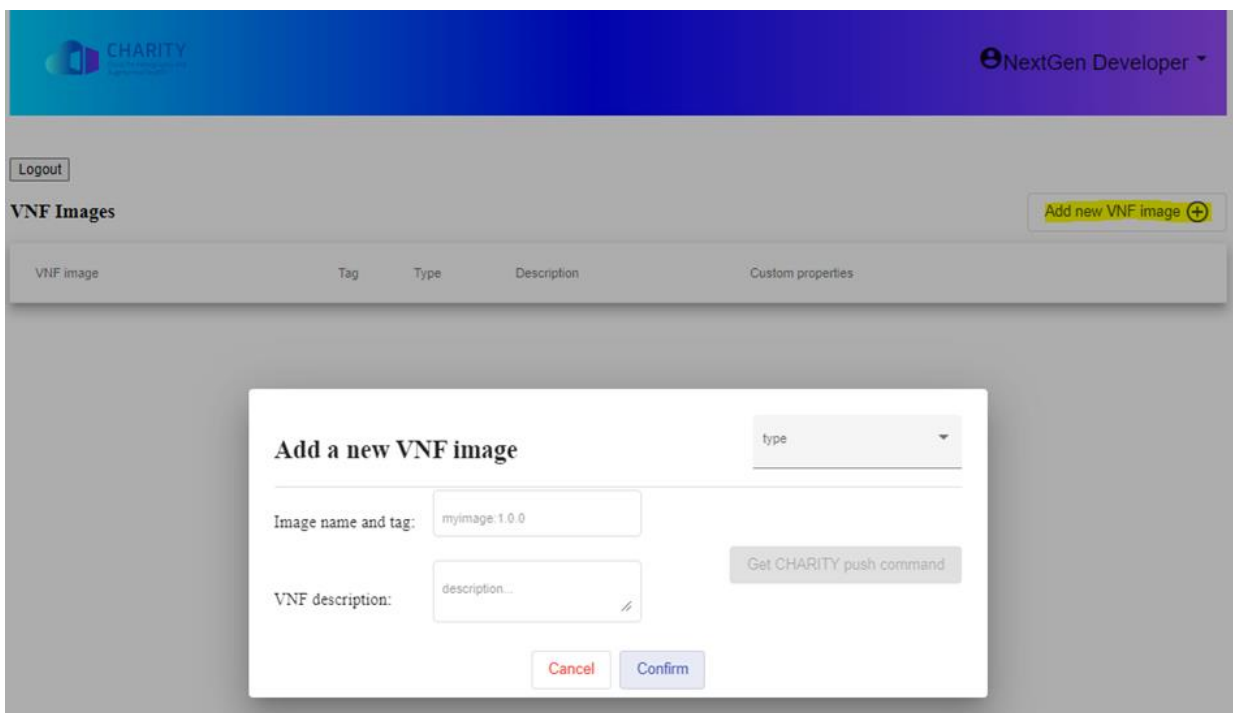 CHARITY
NextGen Developer
Logout
VNF Images
Add new VNF image
VNF image Tag Type Description Custom properties
Add a new VNF image
type
Image name and tag:
myimage:1.0.0
Get CHARITY push command
VNF description:
description...
Cancel Confirm